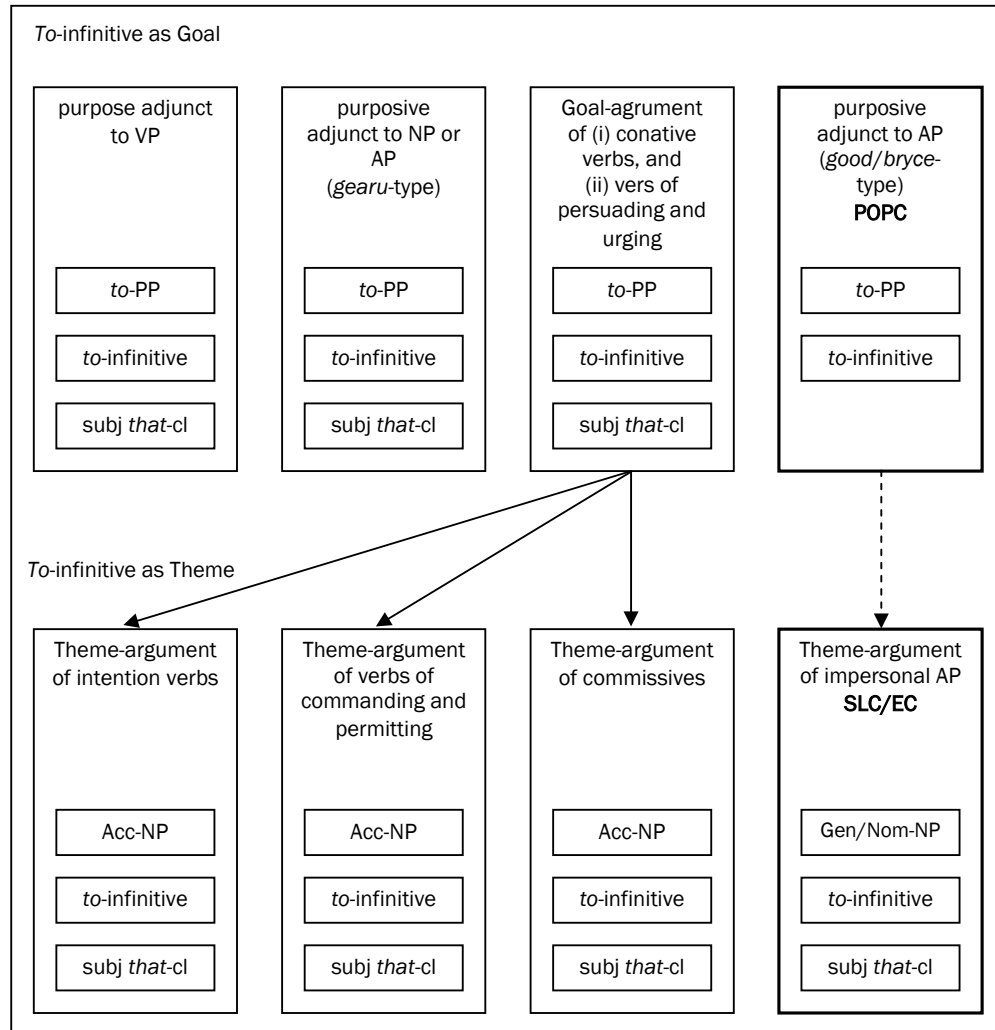 To-infinitive as Goal
purpose adjunct
to VP
to-PP
to-infinitive
subj that-cl
purposive
adjunct to NP or
AP
(gearu-type)
to-PP
to-infinitive
subj that-cl
Goal-agrument
of (i) conative
verbs, and
(ii) vers of
persuading and
urging
to-PP
to-infinitive
subj that-cl
purposive
adjunct to AP
(good/bryce-
type)
POPC
to-PP
to-infinitive
To-infinitive as Theme
Theme-argument
of intention verbs
Acc-NP
to-infinitive
subj that-cl
Theme-argument
of verbs of
commanding and
permitting
Acc-NP
to-infinitive
subj that-cl
Theme-argument
of commissives
Acc-NP
to-infinitive
subj that-cl
Theme-argument
of impersonal AP
SLC/EC
Gen/Nom-NP
to-infinitive
subj that-cl